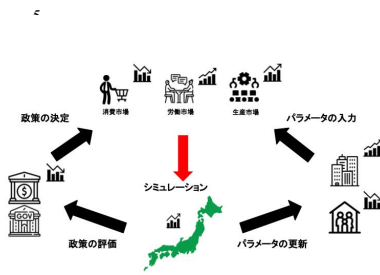 消費市場
労働市場
生産市場
政策の決定
パラメータの入力
シミュレーション
$
GOV
政策の評価
パラメータの更新